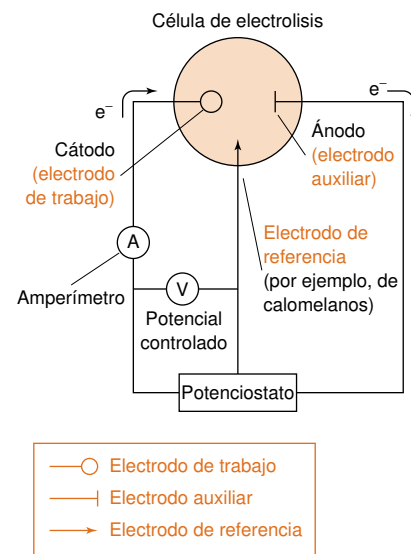 Célula de electrolisis
e⁻
e⁻
Cátodo
(electrodo
de trabajo)
Ánodo
(electrodo
auxiliar)
A
Amperímetro
V
Potencial
controlado
Electrodo de
referencia
(por ejemplo, de
calomelanos)
Potenciostato
Electrodo de trabajo
Electrodo auxiliar
Electrodo de referencia